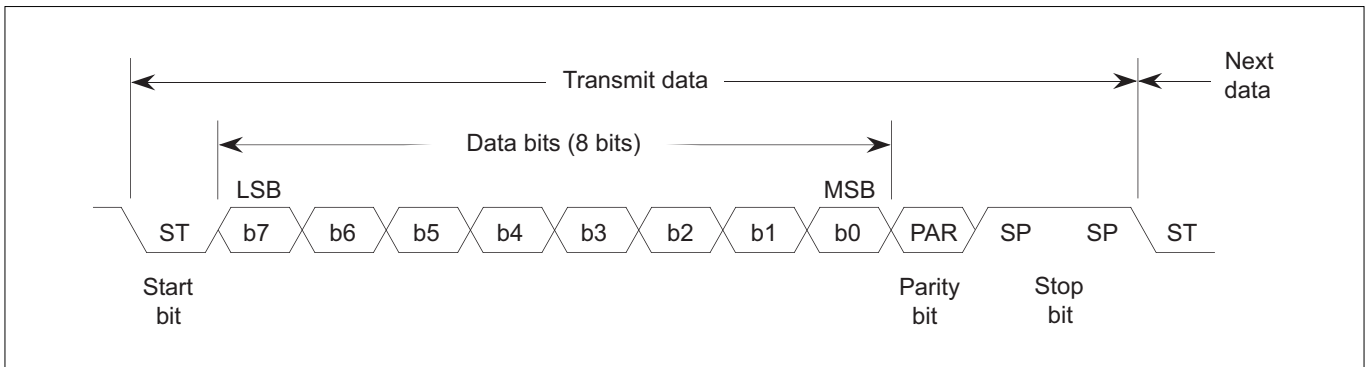 Transmit data
Next
data
Data bits (8 bits)
LSB MSB
ST b7 b6 b5 b4 b3 b2 b1 b0 PAR SP SP ST
Start
bit
Parity
bit
Stop
bit